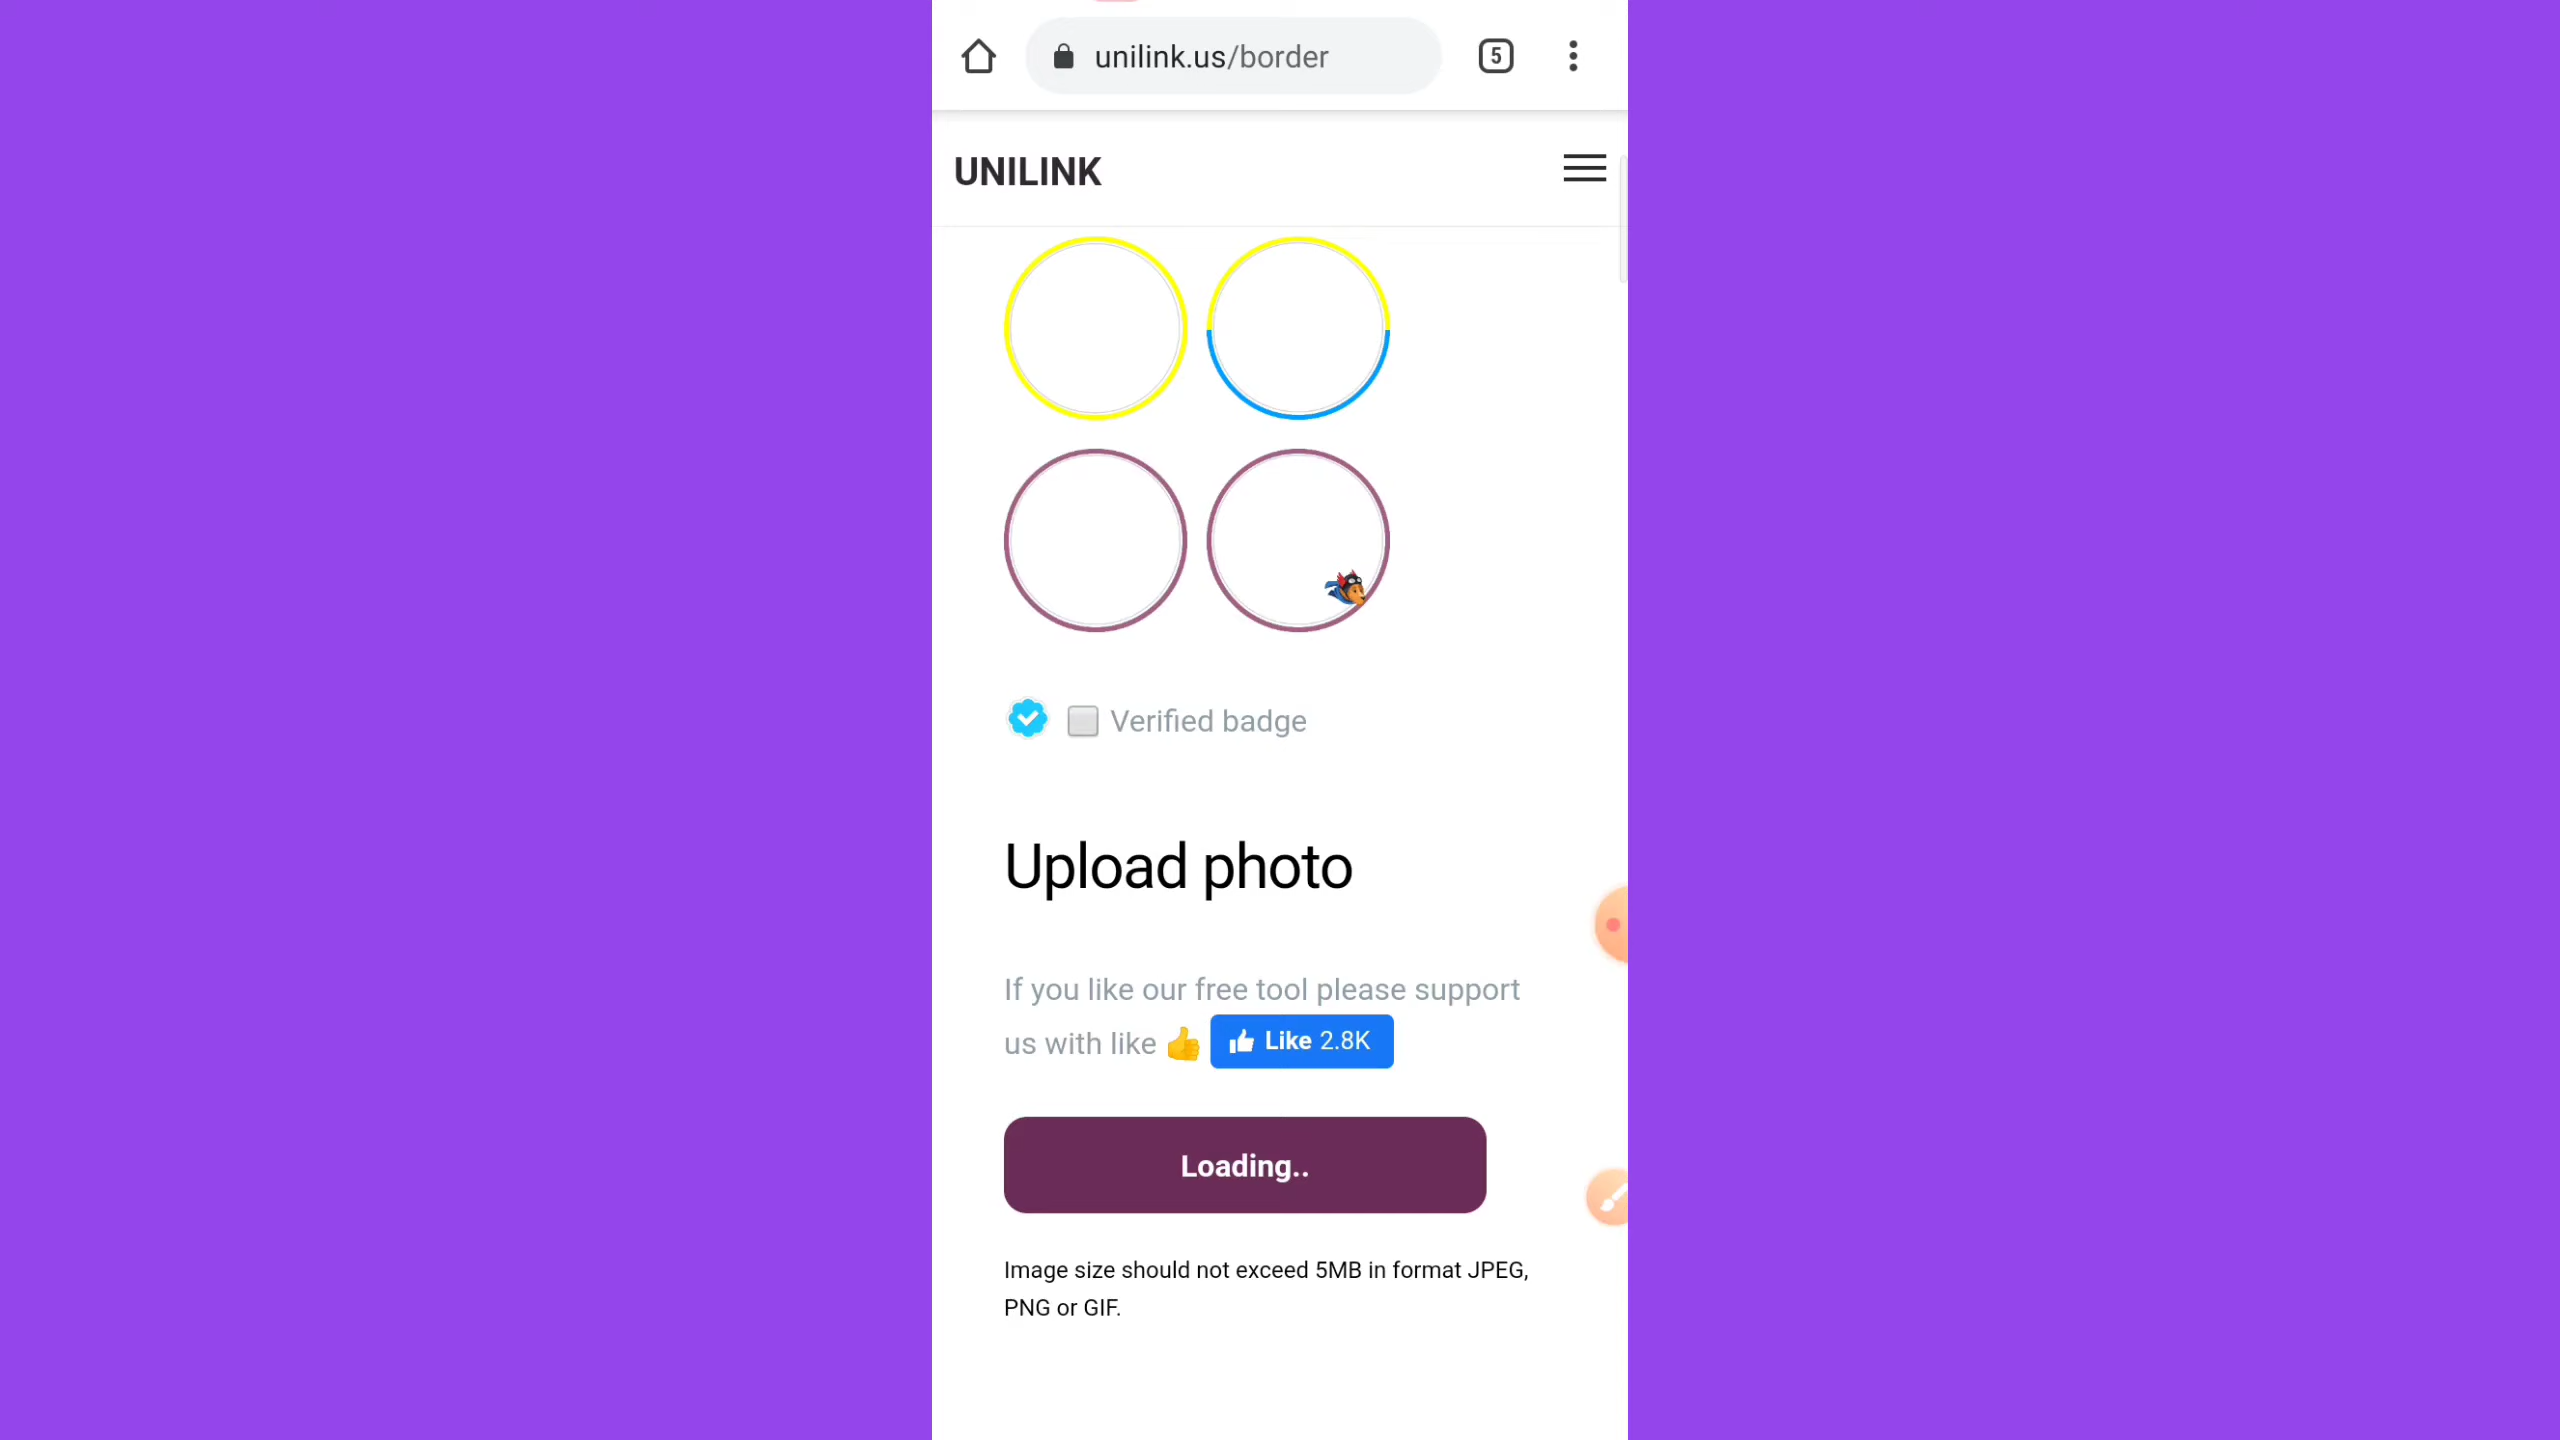 unilink.us/border
5
UNILINK
Verified badge
Upload photo
If you like our free tool please support
us with like 👍 Like 2.8K
Loading..
Image size should not exceed 5MB in format JPEG,
PNG or GIF.